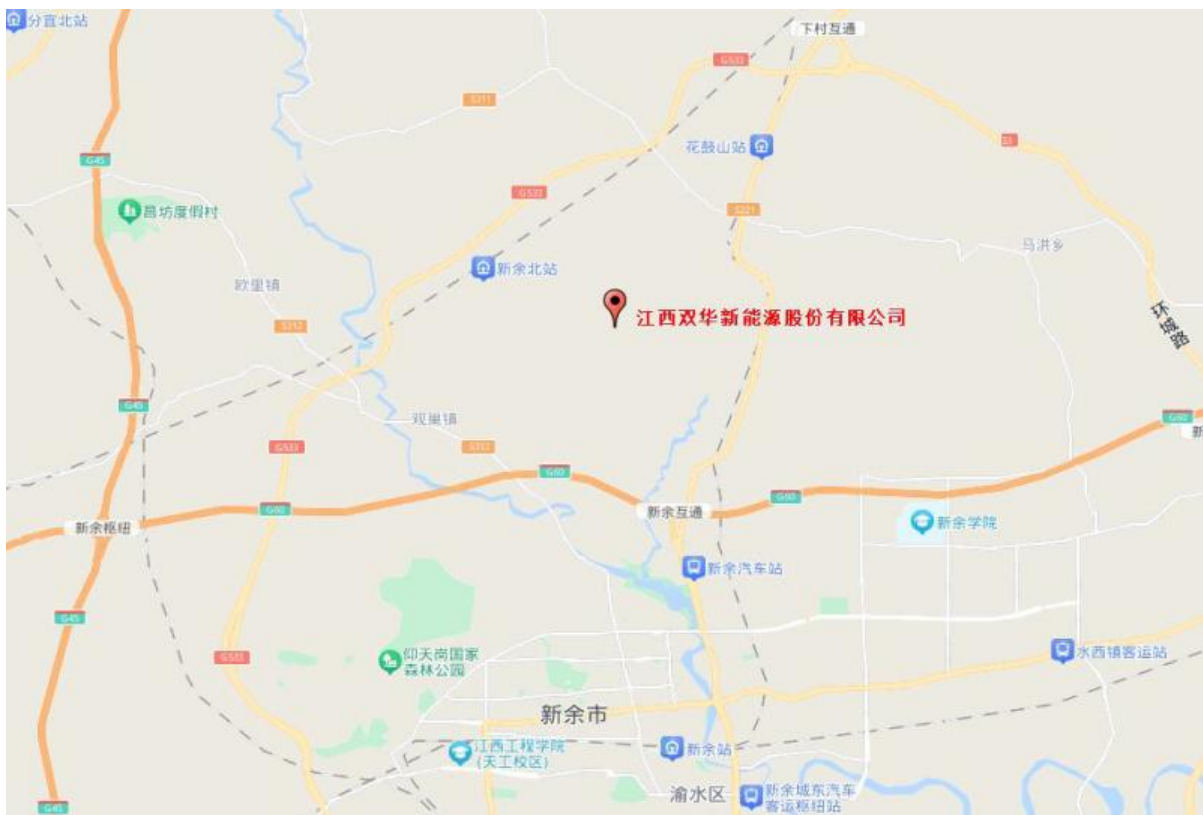 分宜北站
下村互通
G533
S311
花鼓山站
G45
G533
昌坊度假村
S221
马洪乡
新余北站
欧里镇
江西双华新能源股份有限公司
环城路
S312
G45
观巢镇
G60
新
G533
S312
G60
G60
G60
新余枢纽
新余互通
新余学院
新余汽车站
G45
仰天岗国家
森林公园
G533
水西镇客运站
新余市
江西工程学院
(天工校区)
新余站
渝水区
新余城东汽车
客运枢纽站
G45